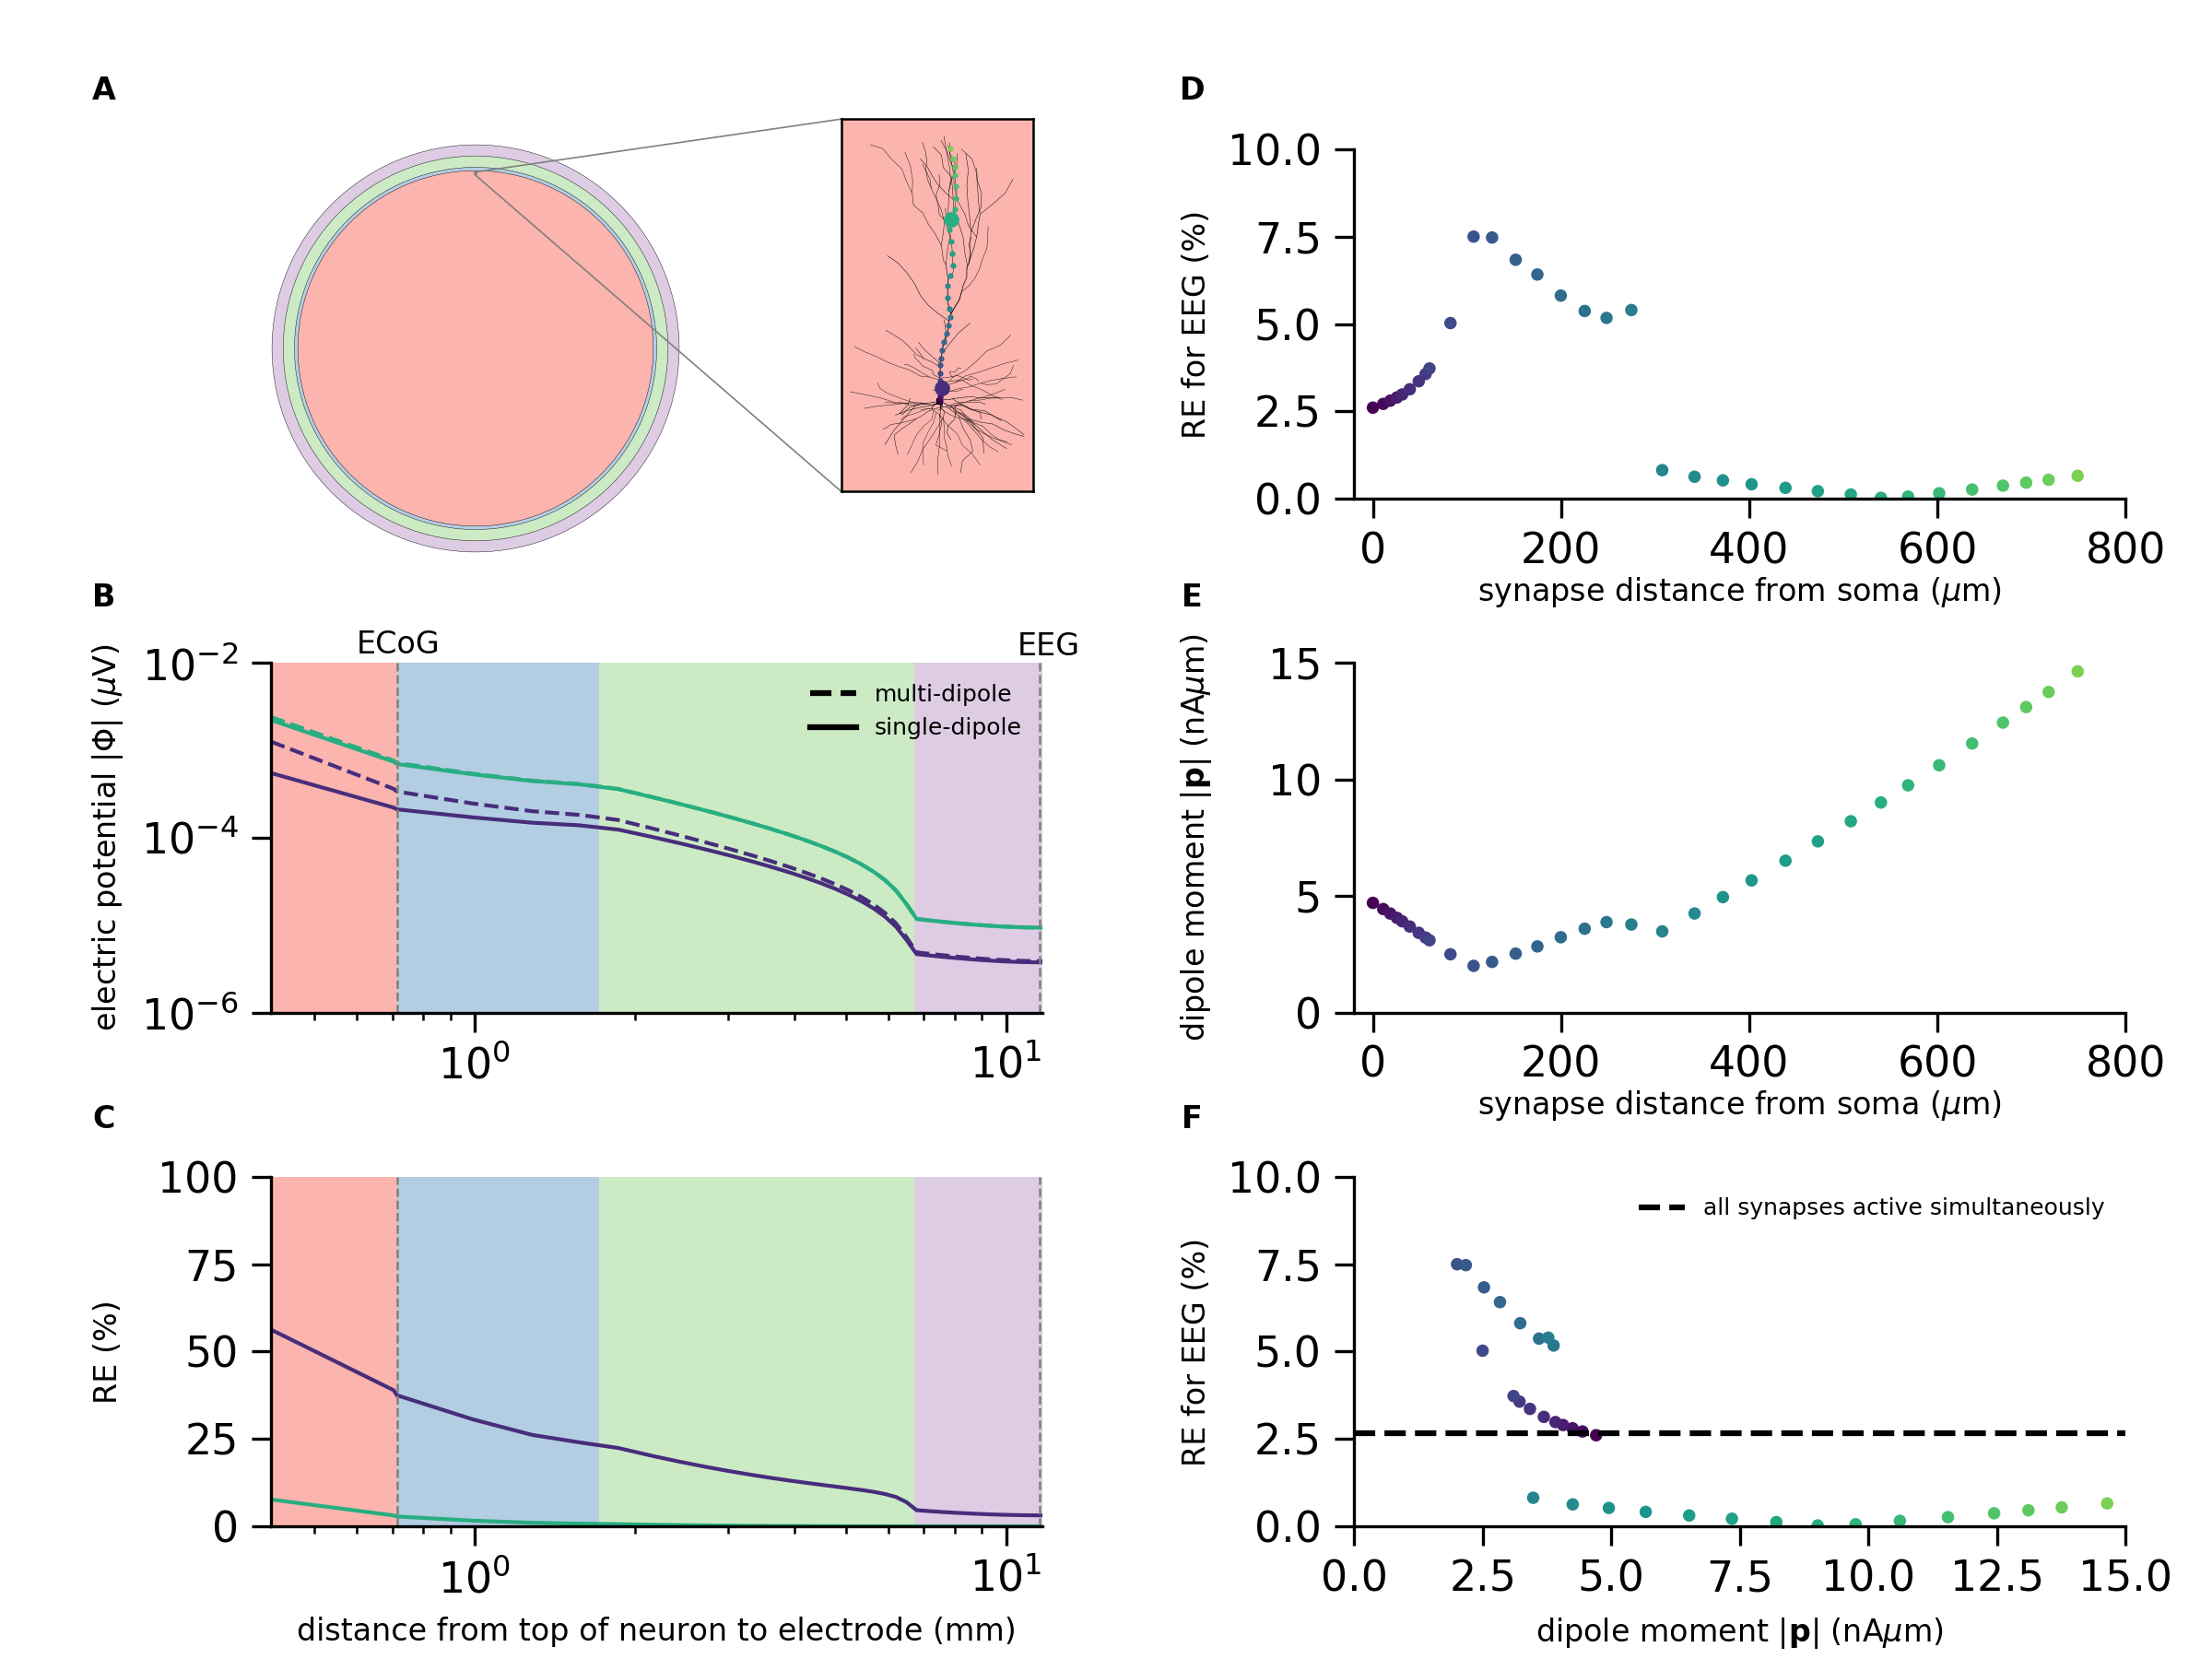 A
B
ECoG
EEG
electric potential |Φ| (μV)
10⁻²
10⁻⁴
10⁻⁶
multi-dipole
single-dipole
10⁰
10¹
C
RE (%)
100
75
50
25
0
10⁰
10¹
distance from top of neuron to electrode (mm)
D
RE for EEG (%)
10.0
7.5
5.0
2.5
0.0
0 200 400 600 800
synapse distance from soma (μm)
E
dipole moment |p| (nAμm)
15
10
5
0
0 200 400 600 800
synapse distance from soma (μm)
F
RE for EEG (%)
10.0
7.5
5.0
2.5
0.0
all synapses active simultaneously
0.0 2.5 5.0 7.5 10.0 12.5 15.0
dipole moment |p| (nAμm)